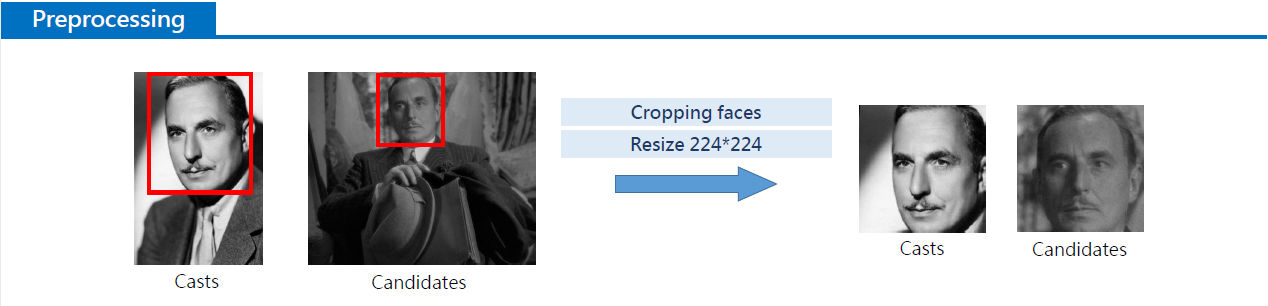 Preprocessing
Cropping faces
Resize 224*224
Casts
Candidates
Casts
Candidates